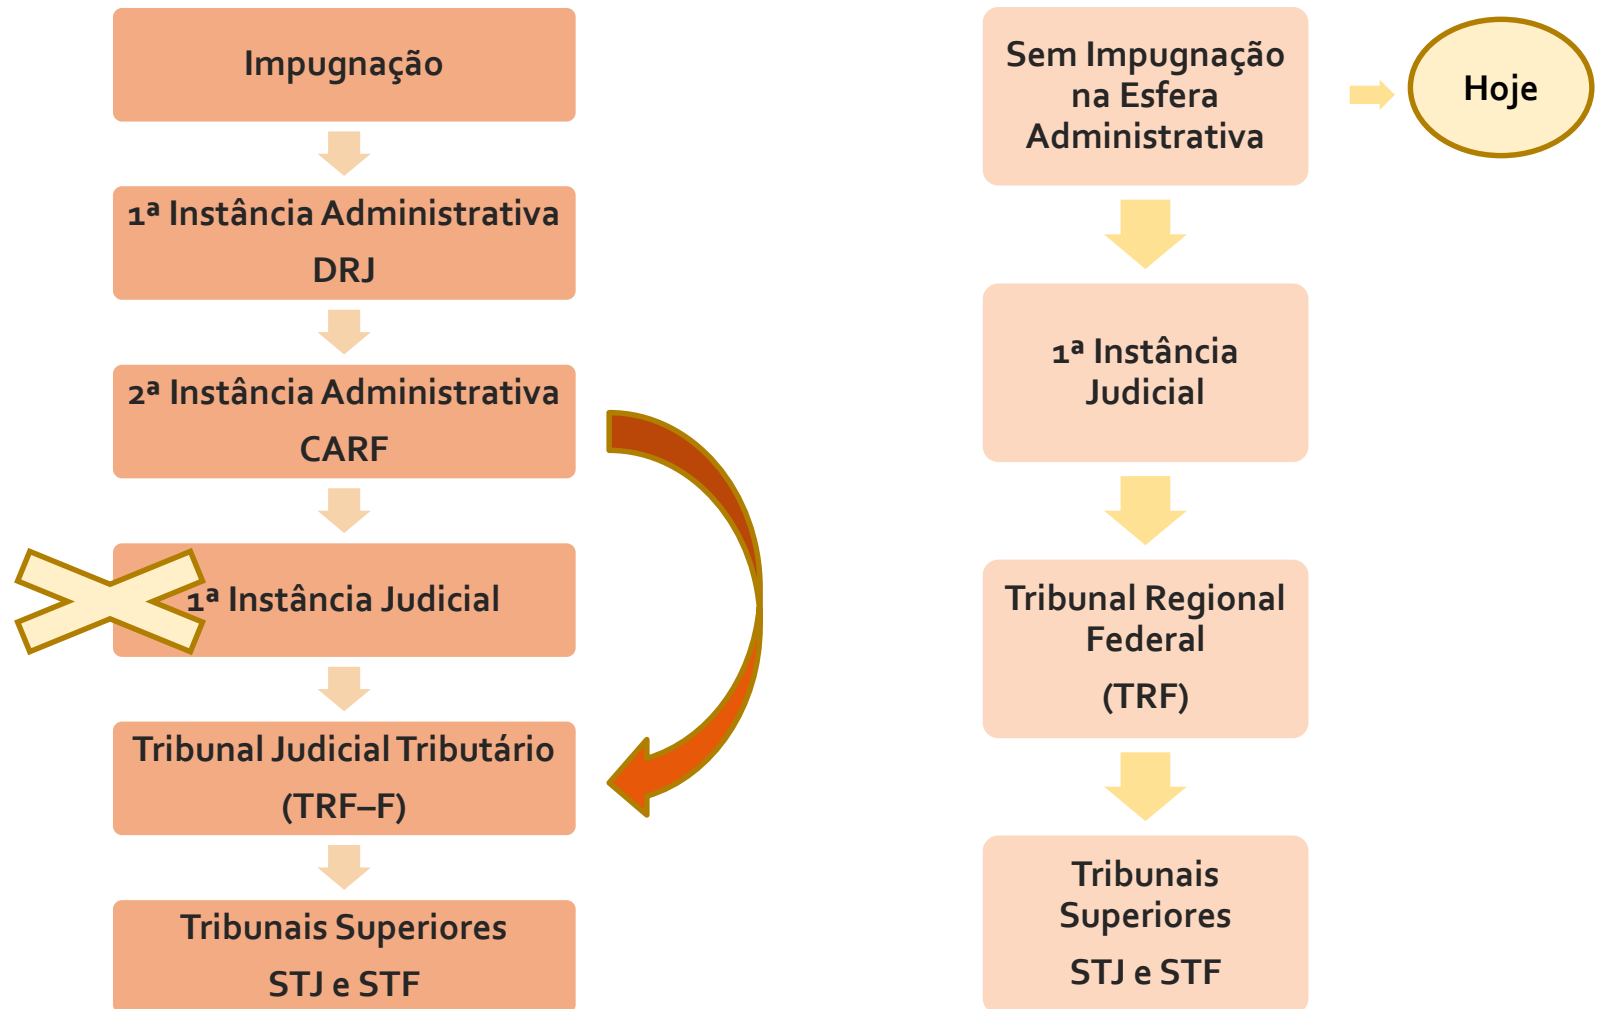 Impugnação
1ª Instância Administrativa
DRJ
2ª Instância Administrativa
CARF
1ª Instância Judicial
Tribunal Judicial Tributário
(TRF–F)
Tribunais Superiores
STJ e STF
Sem Impugnação
na Esfera
Administrativa
Hoje
1ª Instância
Judicial
Tribunal Regional
Federal
(TRF)
Tribunais
Superiores
STJ e STF